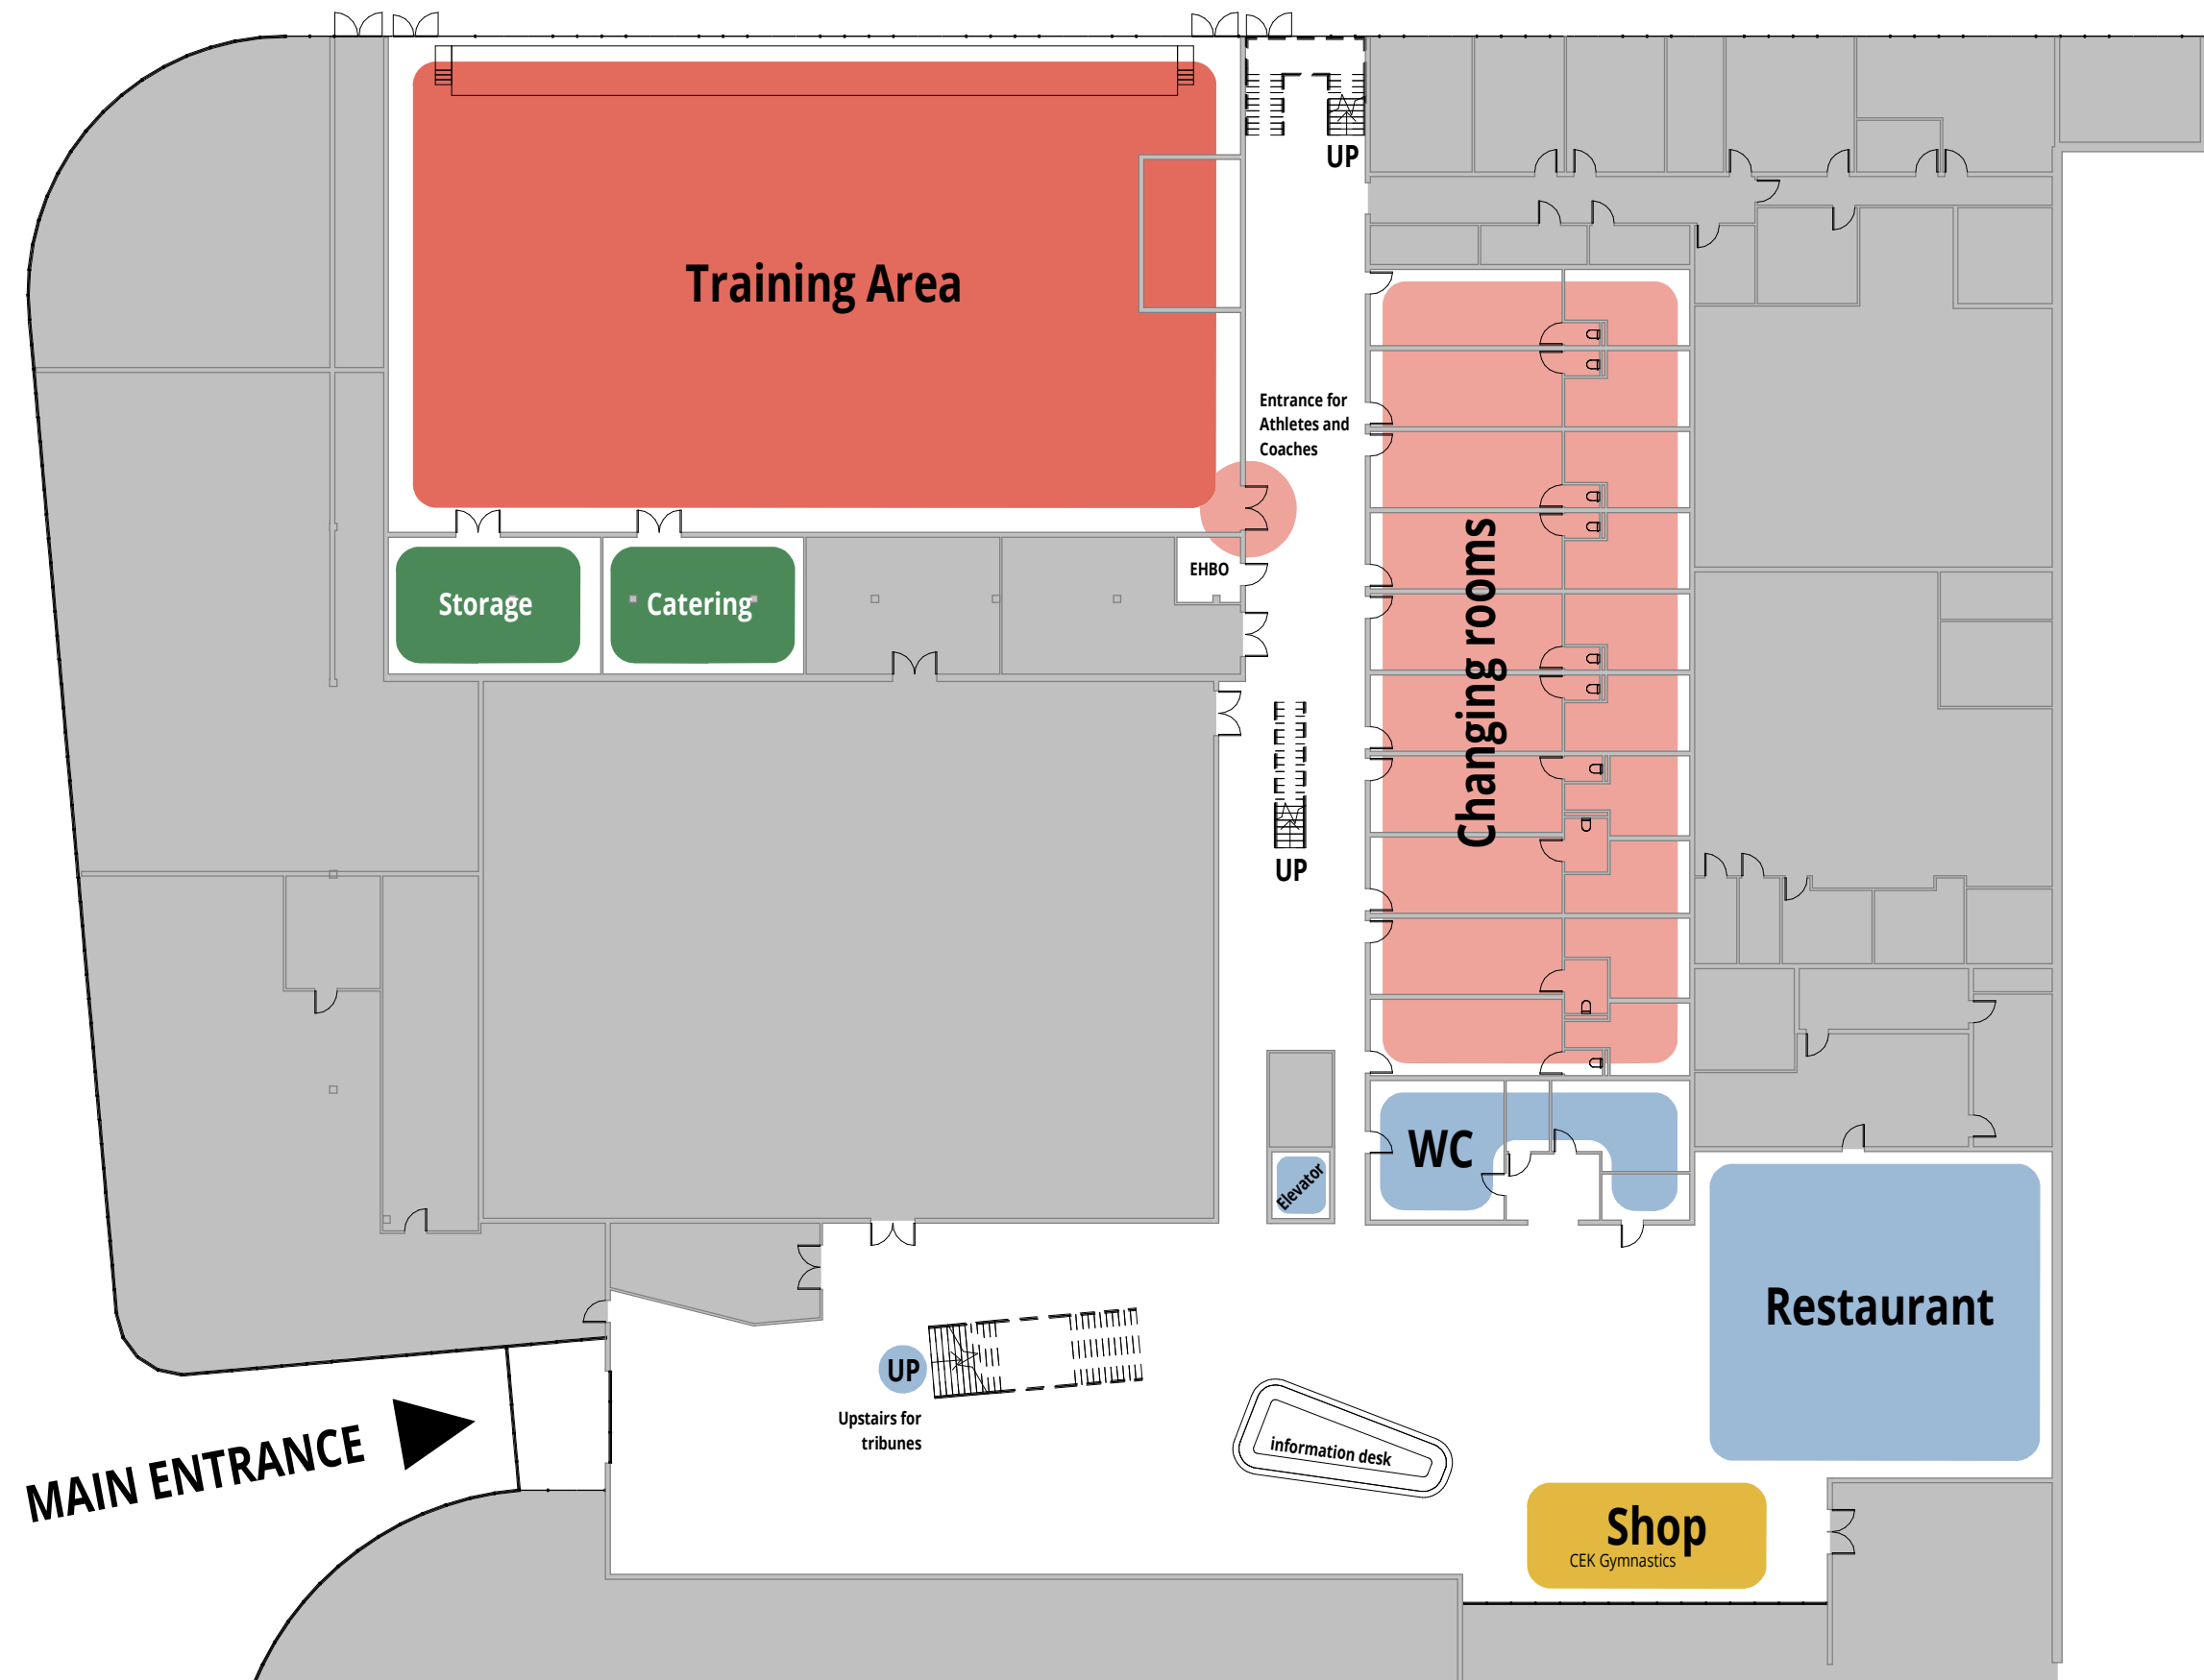 UP
Training Area
Entrance for
Athletes and
Coaches
EHBO
Storage
Catering
Changing rooms
UP
WC
Elevator
Restaurant
UP
Upstairs for
tribunes
information desk
MAIN ENTRANCE
Shop
CEK Gymnastics